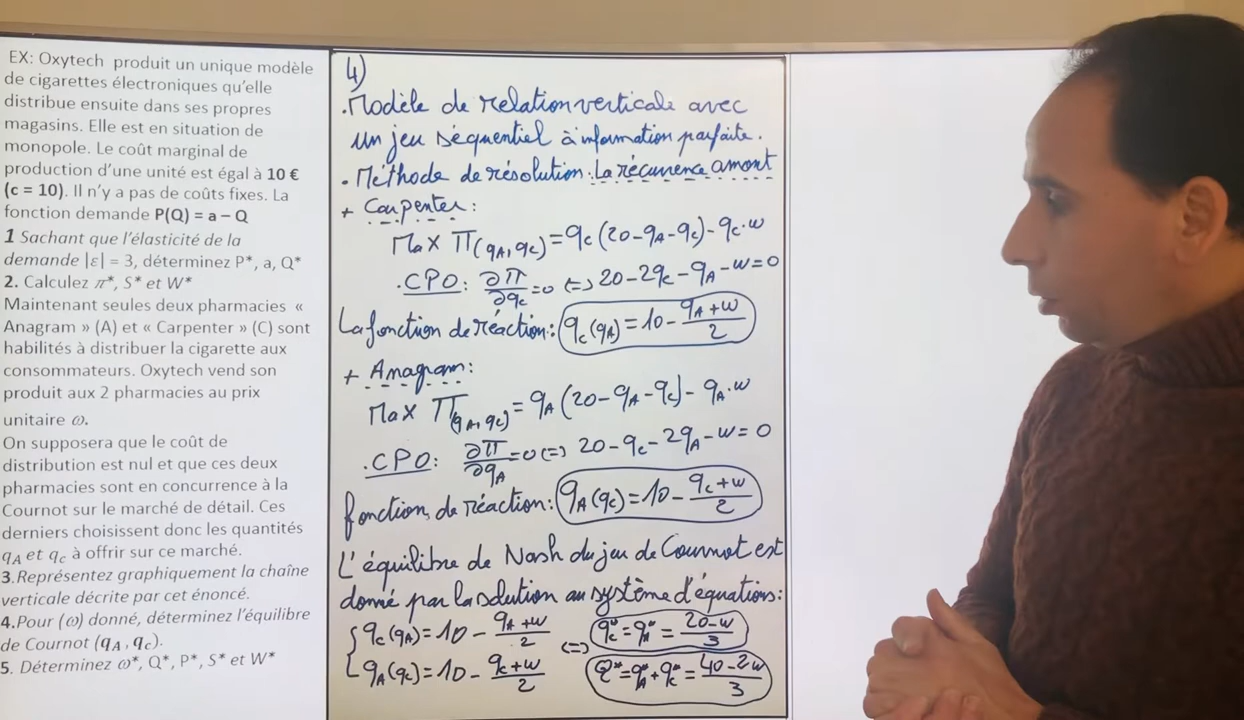 EX: Oxytech produit un unique modèle
de cigarettes électroniques qu'elle
distribue ensuite dans ses propres
magasins. Elle est en situation de
monopole. Le coût marginal de
production d'une unité est égal à 10 €
(c = 10). Il n'y a pas de coûts fixes. La
fonction demande P(Q) = a – Q
1 Sachant que l'élasticité de la
demande |ε| = 3, déterminez P*, a, Q*
2. Calculez π*, S* et W*
Maintenant seules deux pharmacies «
Anagram » (A) et « Carpenter » (C) sont
habilités à distribuer la cigarette aux
consommateurs. Oxytech vend son
produit aux 2 pharmacies au prix
unitaire ω.
On supposera que le coût de
distribution est nul et que ces deux
pharmacies sont en concurrence à la
Cournot sur le marché de détail. Ces
derniers choisissent donc les quantités
qA et qc à offrir sur ce marché.
3.Représentez graphiquement la chaîne
verticale décrite par cet énoncé.
4.Pour (ω) donné, déterminez l'équilibre
de Cournot (qA , qc).
5. Déterminez ω*, Q*, P*, S* et W*
4)
.Modèle de relation verticale avec
un jeu séquentiel à information parfaite.
. Méthode de résolution: La récurrence amont
+ Carpenter:
Max π(qA, qc) = qc (20-qA-qc) - qc.w
.CPO: ∂π/∂qc = 0 (=) 20-2qc-qA-w=0
La fonction de réaction: qc(qA) = 10 - (qA+w)/2
+ Anagram:
Max π(qA, qc) = qA (20-qA-qc) - qA.w
.CPO: ∂π/∂qA = 0 (=) 20-qc-2qA-w=0
fonction de réaction: qA(qc) = 10 - (qc+w)/2
L'équilibre de Nash du jeu de Cournot est
donné par la solution au système d'équations:
{ qc(qA) = 10 - (qA+w)/2 (=) qc* = qA* = (20-w)/3
qA(qc) = 10 - (qc+w)/2 Q* = qA* + qc* = (40-2w)/3